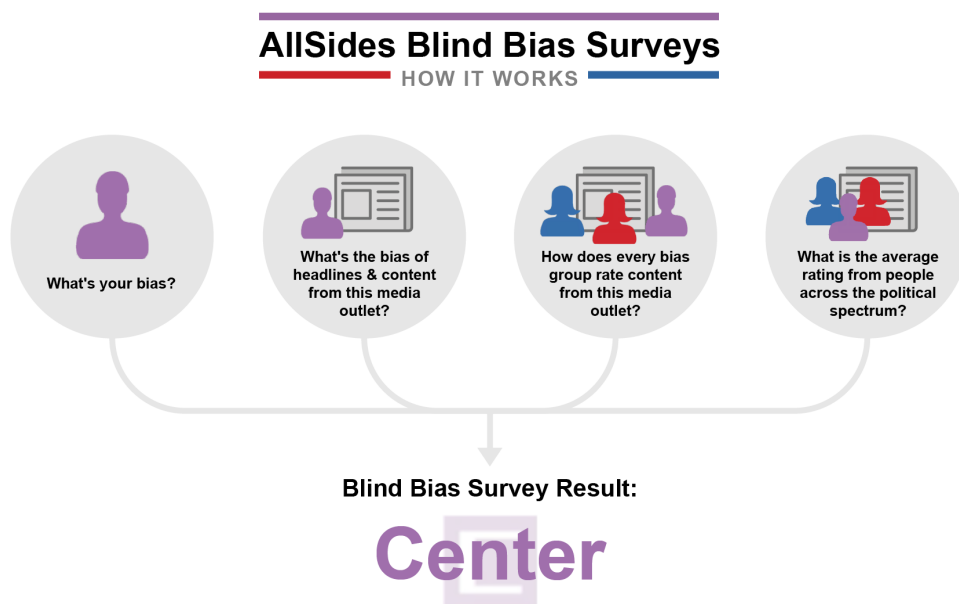 AllSides Blind Bias Surveys
HOW IT WORKS
What's your bias?
What's the bias of
headlines & content
from this media
outlet?
How does every bias
group rate content
from this media
outlet?
What is the average
rating from people
across the political
spectrum?
Blind Bias Survey Result:
Center